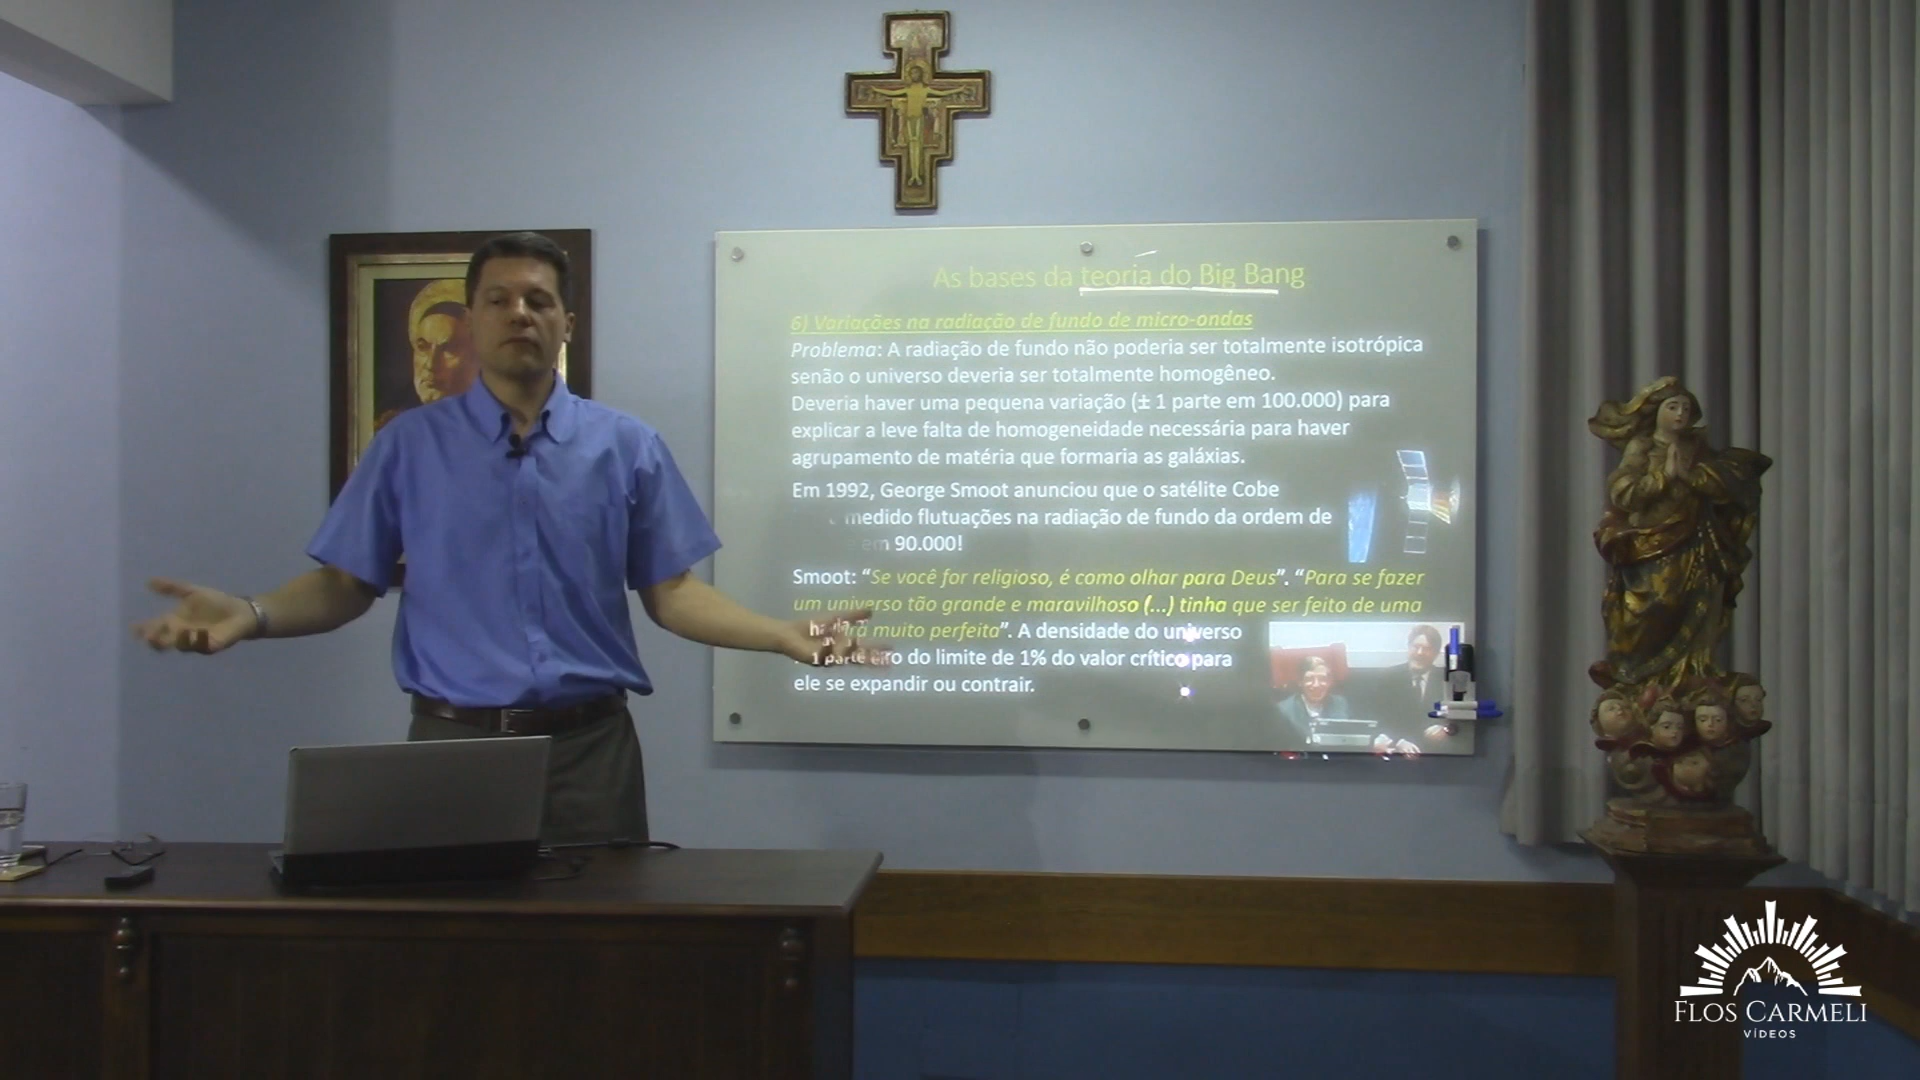 As bases da teoria do Big Bang
6) Variações na radiação de fundo de micro-ondas
Problema: A radiação de fundo não poderia ser totalmente isotrópica
senão o universo deveria ser totalmente homogêneo.
Deveria haver uma pequena variação (± 1 parte em 100.000) para
explicar a leve falta de homogeneidade necessária para haver
agrupamento de matéria que formaria as galáxias.
Em 1992, George Smoot anunciou que o satélite Cobe
medido flutuações na radiação de fundo da ordem de
em 90.000!
Smoot: “Se você for religioso, é como olhar para Deus”. “Para se fazer
um universo tão grande e maravilhoso (...) tinha que ser feito de uma
muito perfeita”. A densidade do universo
do limite de 1% do valor crítico para
ele se expandir ou contrair.
FLOS CARMELI
VÍDEOS